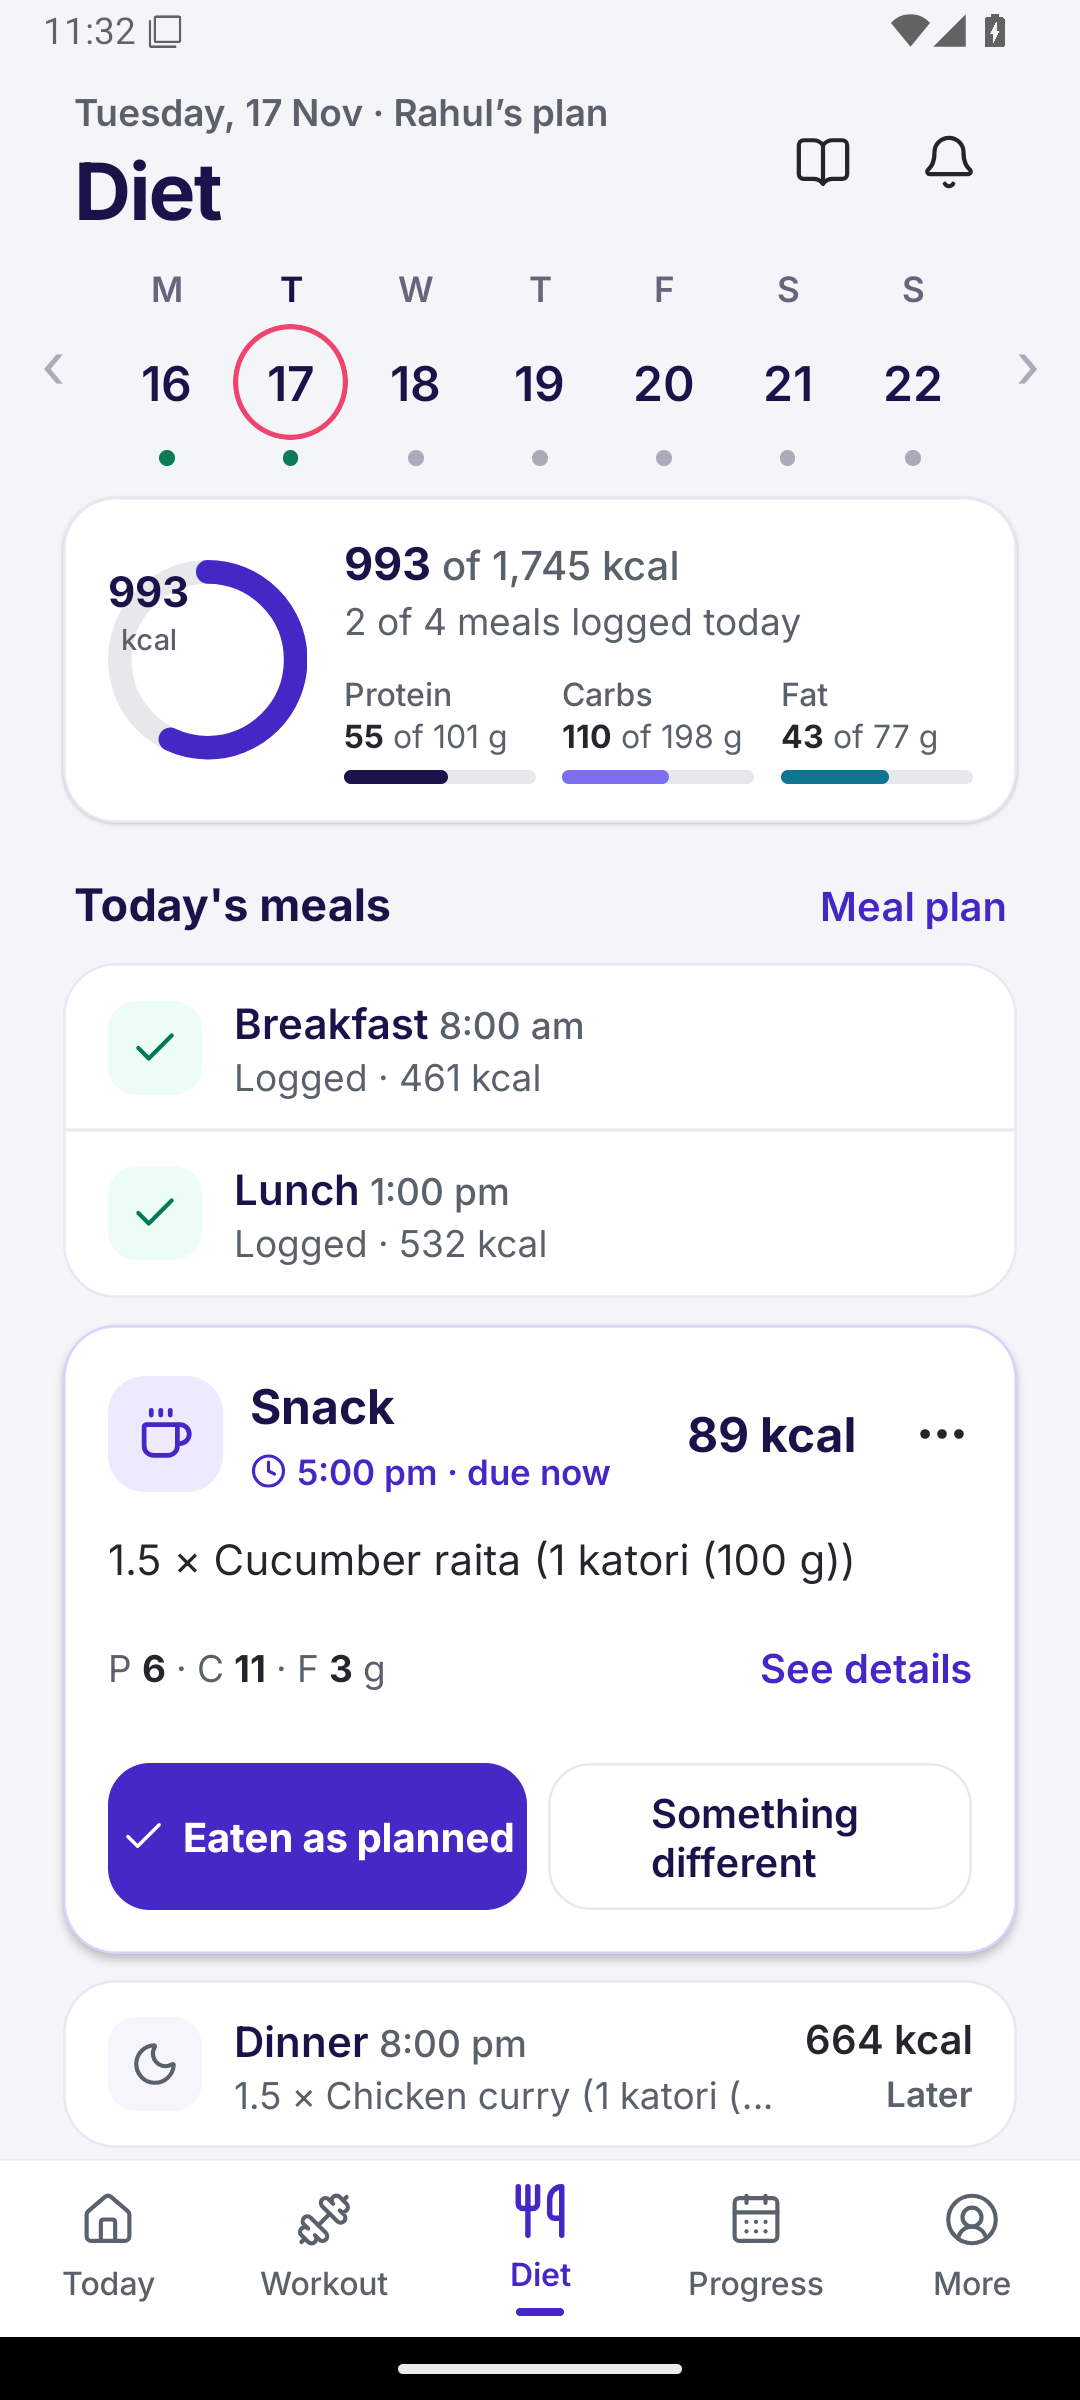 11:32
Tuesday, 17 Nov · Rahul’s plan
Diet
M T W T F S S
‹ 16 17 18 19 20 21 22 ›
993
kcal
993 of 1,745 kcal
2 of 4 meals logged today
Protein Carbs Fat
55 of 101 g 110 of 198 g 43 of 77 g
Today's meals Meal plan
Breakfast 8:00 am
Logged · 461 kcal
Lunch 1:00 pm
Logged · 532 kcal
Snack
89 kcal
5:00 pm · due now
1.5 × Cucumber raita (1 katori (100 g))
P 6 · C 11 · F 3 g See details
Eaten as planned
Something
different
Dinner 8:00 pm 664 kcal
1.5 × Chicken curry (1 katori (... Later
Today Workout Diet Progress More